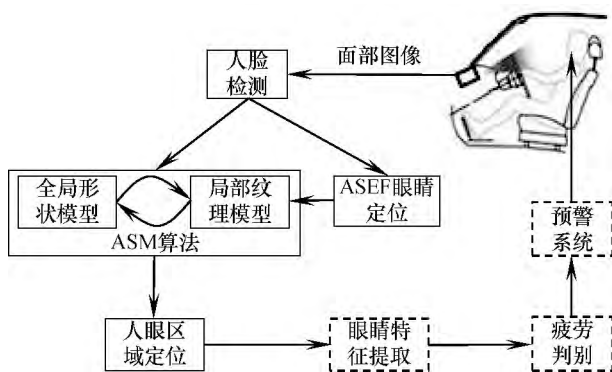 面部图像
人脸
检测
全局形
状模型
局部纹
理模型
ASM算法
ASEF眼睛
定位
预警
系统
人眼区
域定位
眼睛特
征提取
疲劳
判别